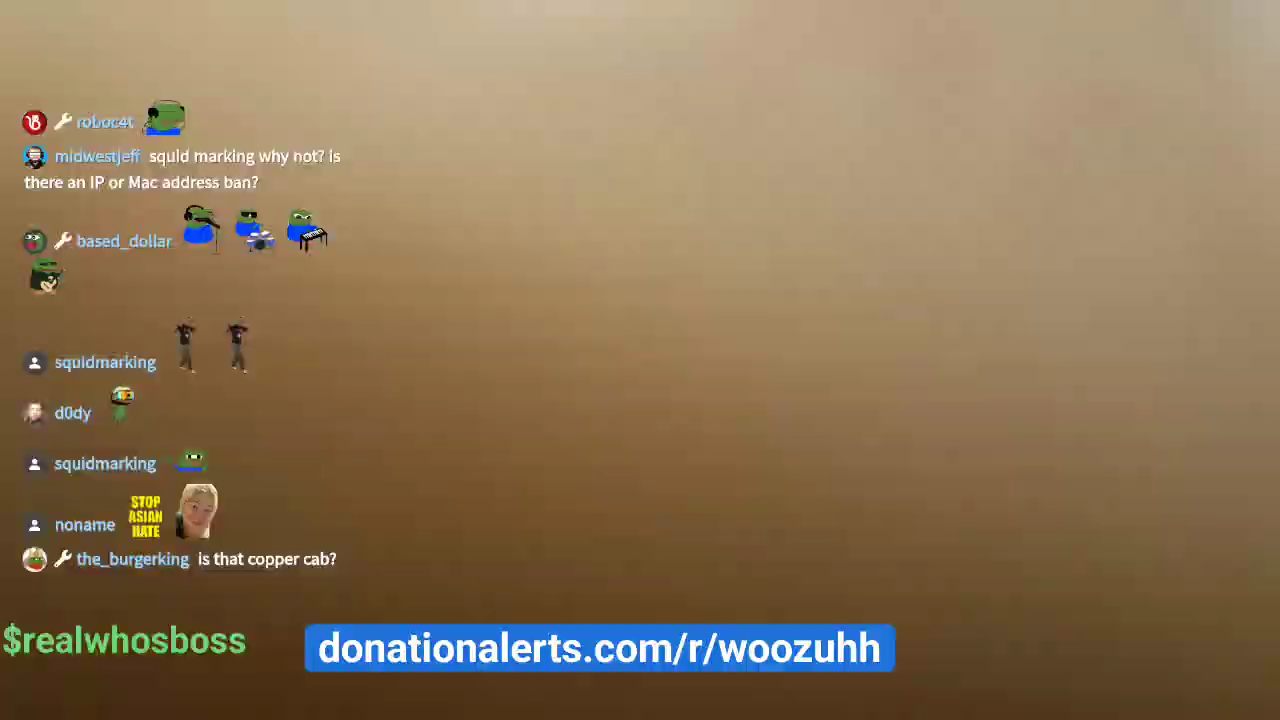 roboc4t
midwestjeff squid marking why not? is
there an IP or Mac address ban?
based_dollar
squidmarking
d0dy
squidmarking
STOP
ASIAN
HATE
noname
the_burgerking is that copper cab?
$realwhosboss
donationalerts.com/r/woozuhh